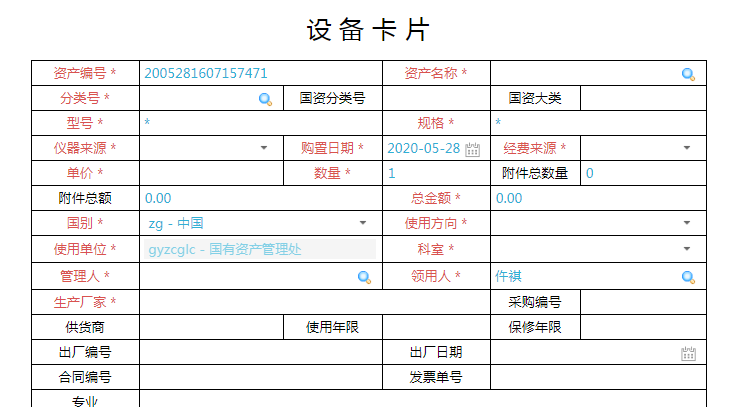 设备卡片
资产编号 * 2005281607157471 资产名称 *
分类号 * 国资分类号 国资大类
型号 * * 规格 * *
仪器来源 * 购置日期 * 2020-05-28 经费来源 *
单价 * 数量 * 1 附件总数量 0
附件总额 0.00 总金额 * 0.00
国别 * zg - 中国 使用方向 *
使用单位 * gyzcglc - 国有资产管理处 科室 *
管理人 * 领用人 * 仵祺
生产厂家 * 采购编号
供货商 使用年限 保修年限
出厂编号 出厂日期
合同编号 发票单号
专业